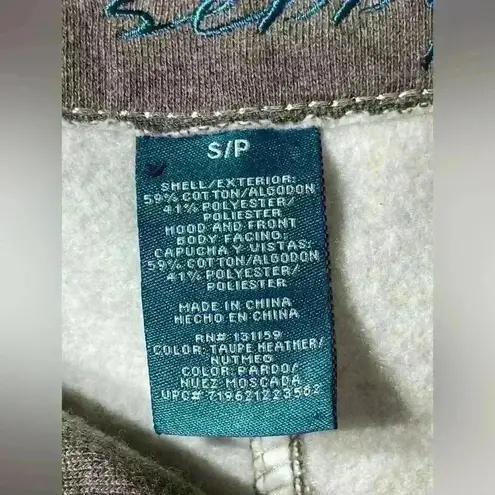 S/P
SHELL/EXTERIOR:
59% COTTON/ALGODON
41% POLYESTER/
POLIESTER
HOOD AND FRONT
BODY FACING:
CAPUCHA Y VISTAS:
59% COTTON/ALGODON
41% POLYESTER/
POLIESTER
MADE IN CHINA
HECHO EN CHINA
RN# 131159
COLOR: TAUPE HEATHER/
NUTMEG
COLOR: PARDO/
NUEZ MOSCADA
UPC# 719621223562